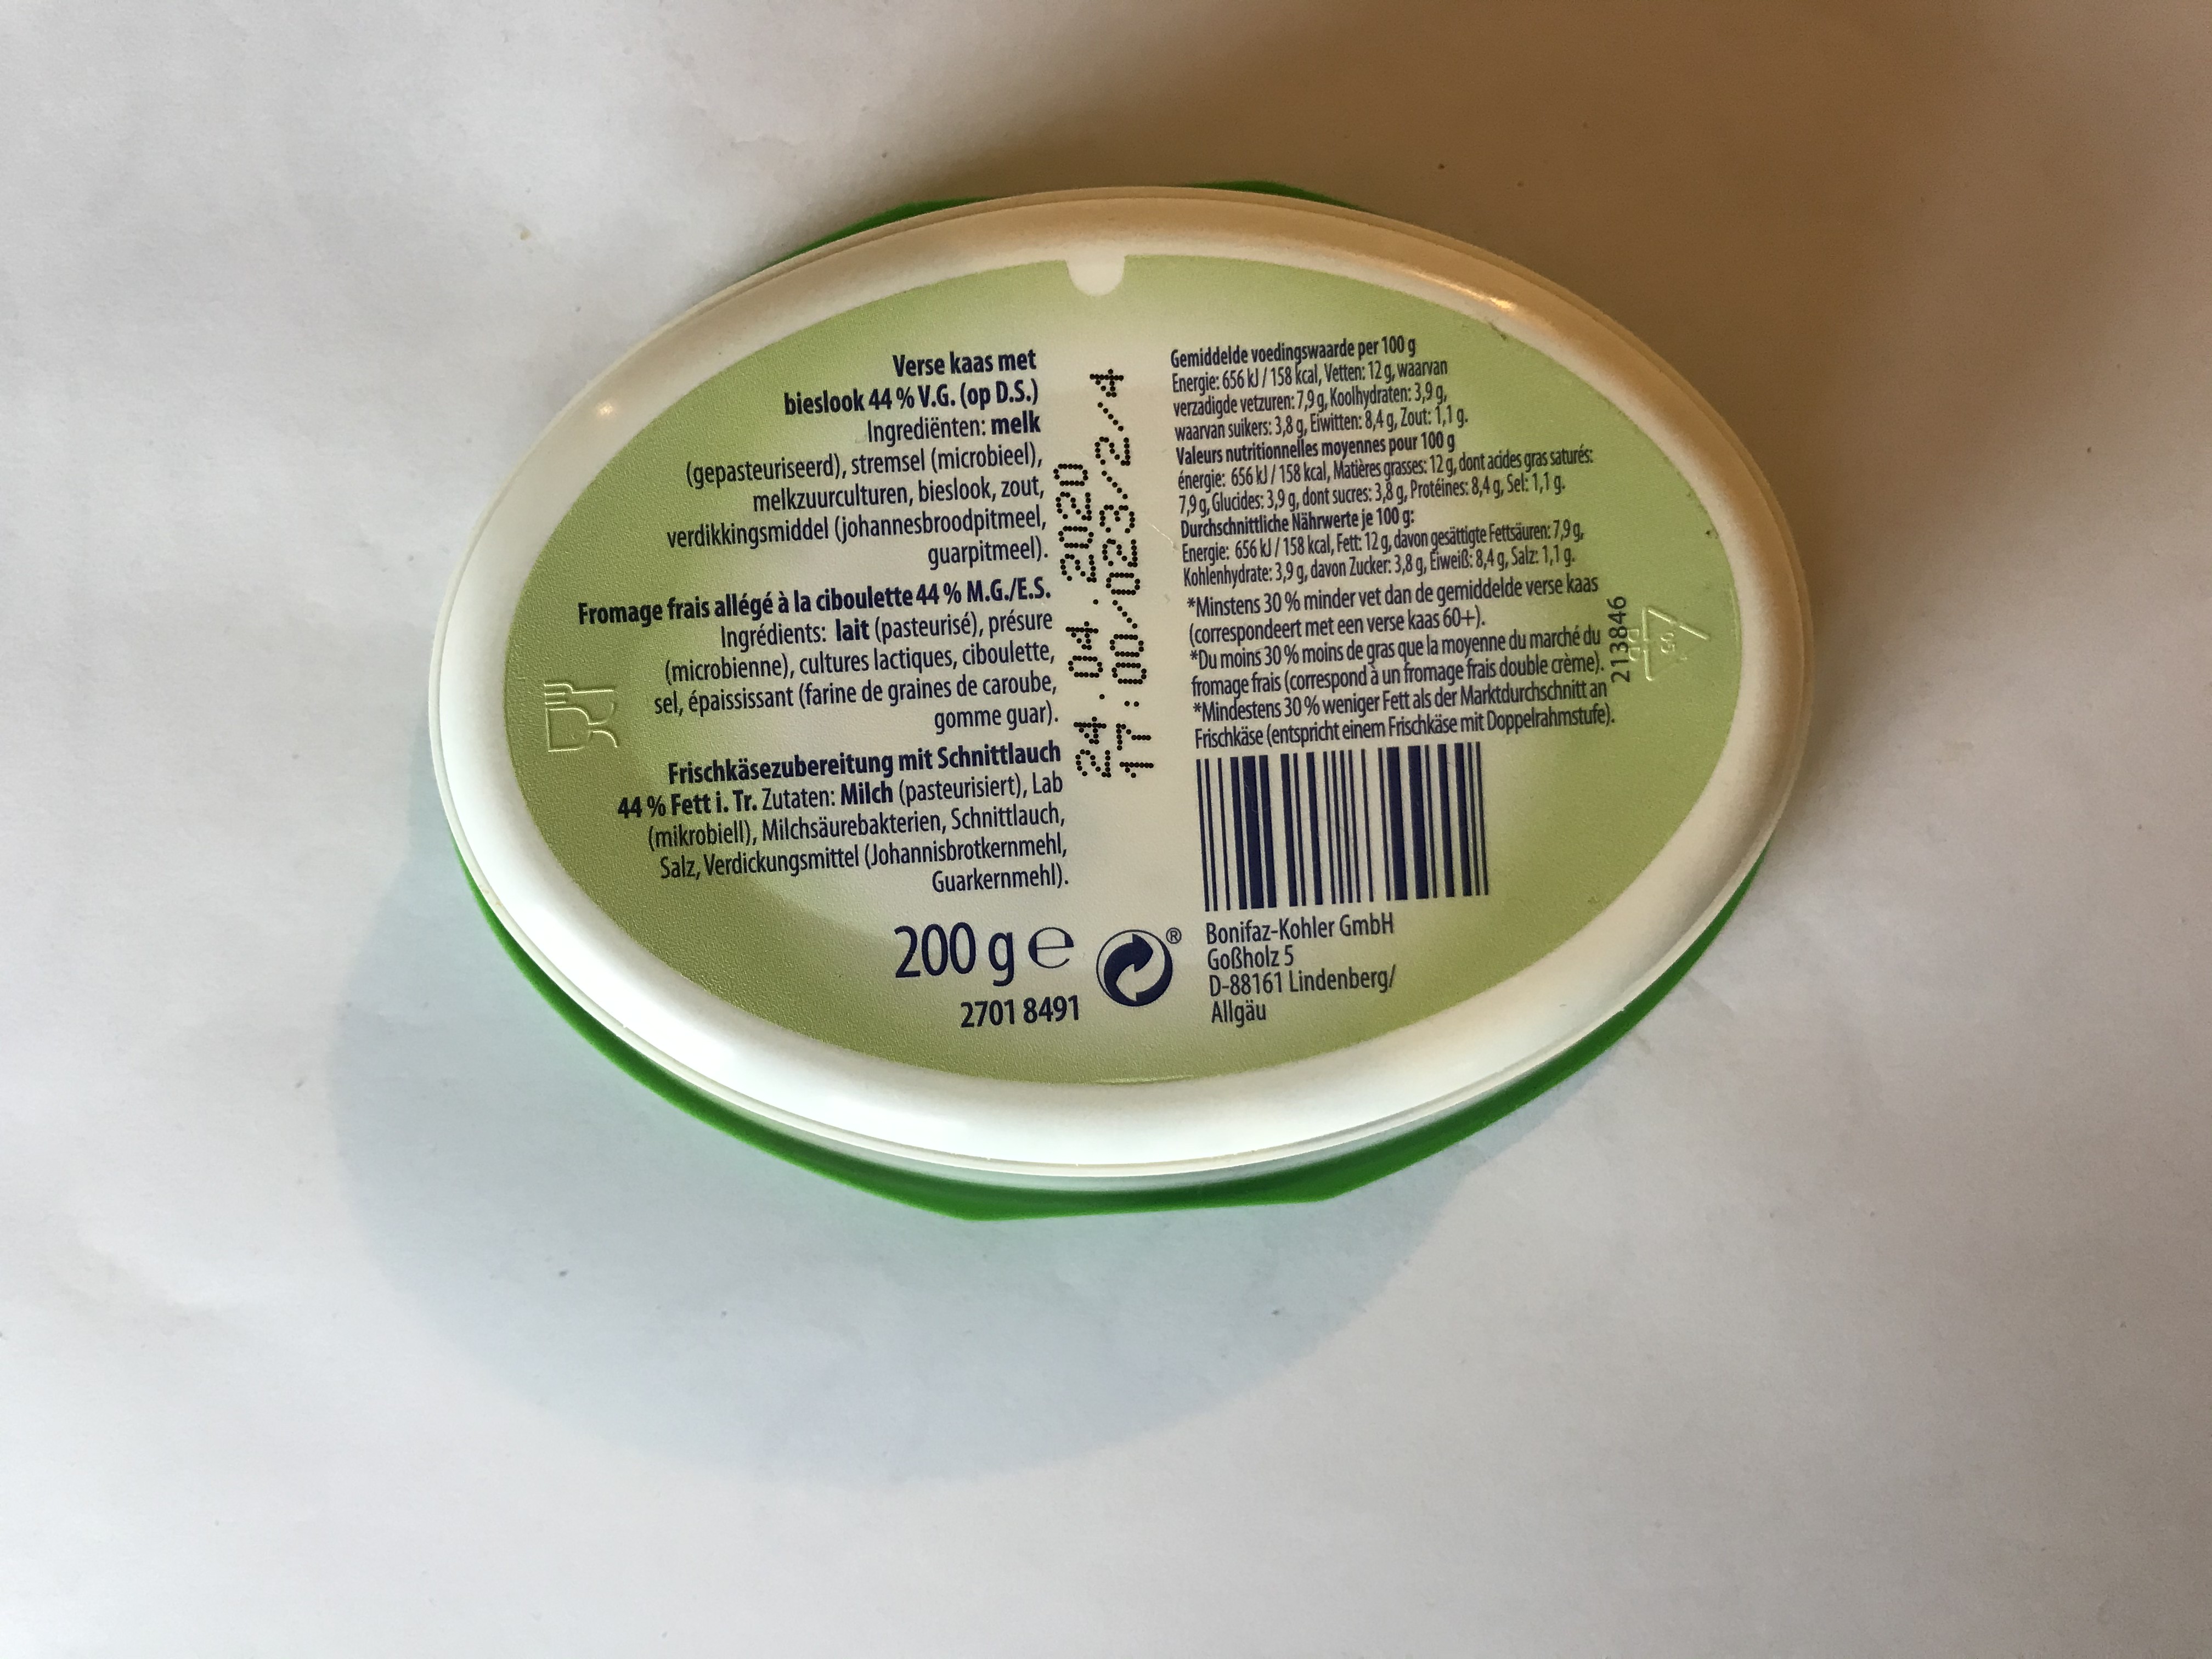 Verse kaas met
bieslook 44 % V.G. (op D.S.)
Ingrediënten: melk
(gepasteuriseerd), stremsel (microbieel),
melkzuurculturen, bieslook, zout,
verdikkingsmiddel (johannesbroodpitmeel,
guarpitmeel).
Fromage frais allégé à la ciboulette 44 % M.G./E.S.
Ingrédients: lait (pasteurisé), présure
(microbienne), cultures lactiques, ciboulette,
sel, épaississant (farine de graines de caroube,
gomme guar).
Frischkäsezubereitung mit Schnittlauch
44 % Fett i. Tr. Zutaten: Milch (pasteurisiert), Lab
(mikrobiell), Milchsäurebakterien, Schnittlauch,
Salz, Verdickungsmittel (Johannisbrotkernmehl,
Guarkernmehl).
200 g e
2701 8491
24.04.2020
17:00/023/2/4
Gemiddelde voedingswaarde per 100 g
Energie: 656 kJ / 158 kcal, Vetten: 12 g, waarvan
verzadigde vetzuren: 7,9 g, Koolhydraten: 3,9 g,
waarvan suikers: 3,8 g, Eiwitten: 8,4 g, Zout: 1,1 g.
Valeurs nutritionnelles moyennes pour 100 g
énergie: 656 kJ / 158 kcal, Matières grasses: 12 g, dont acides gras saturés:
7,9 g, Glucides: 3,9 g, dont sucres: 3,8 g, Protéines: 8,4 g, Sel: 1,1 g.
Durchschnittliche Nährwerte je 100 g:
Energie: 656 kJ / 158 kcal, Fett: 12 g, davon gesättigte Fettsäuren: 7,9 g,
Kohlenhydrate: 3,9 g, davon Zucker: 3,8 g, Eiweiß: 8,4 g, Salz: 1,1 g.
*Minstens 30 % minder vet dan de gemiddelde verse kaas
(correspondeert met een verse kaas 60+).
*Du moins 30 % moins de gras que la moyenne du marché du
fromage frais (correspond à un fromage frais double crème).
*Mindestens 30 % weniger Fett als der Marktdurchschnitt an
Frischkäse (entspricht einem Frischkäse mit Doppelrahmstufe).
213846
®
Bonifaz-Kohler GmbH
Goßholz 5
D-88161 Lindenberg/
Allgäu